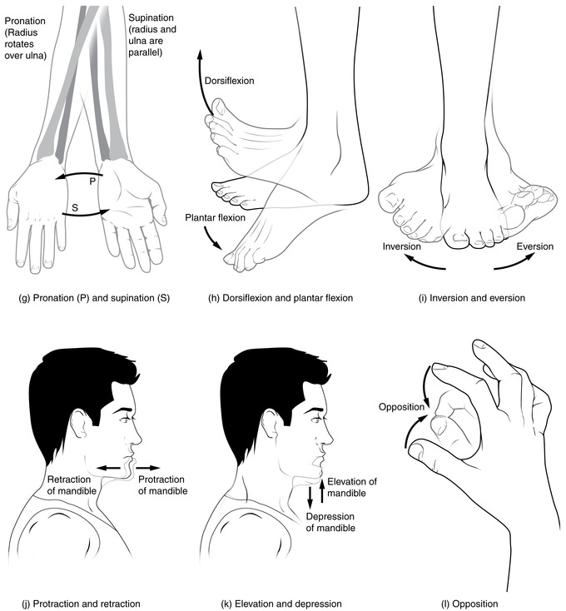 Pronation
(Radius
rotates
over ulna)
Supination
(radius and
ulna are
parallel)
P
S
(g) Pronation (P) and supination (S)
Dorsiflexion
Plantar flexion
(h) Dorsiflexion and plantar flexion
Inversion
Eversion
(i) Inversion and eversion
Retraction
of mandible
Protraction
of mandible
(j) Protraction and retraction
Elevation of
mandible
Depression
of mandible
(k) Elevation and depression
Opposition
(l) Opposition